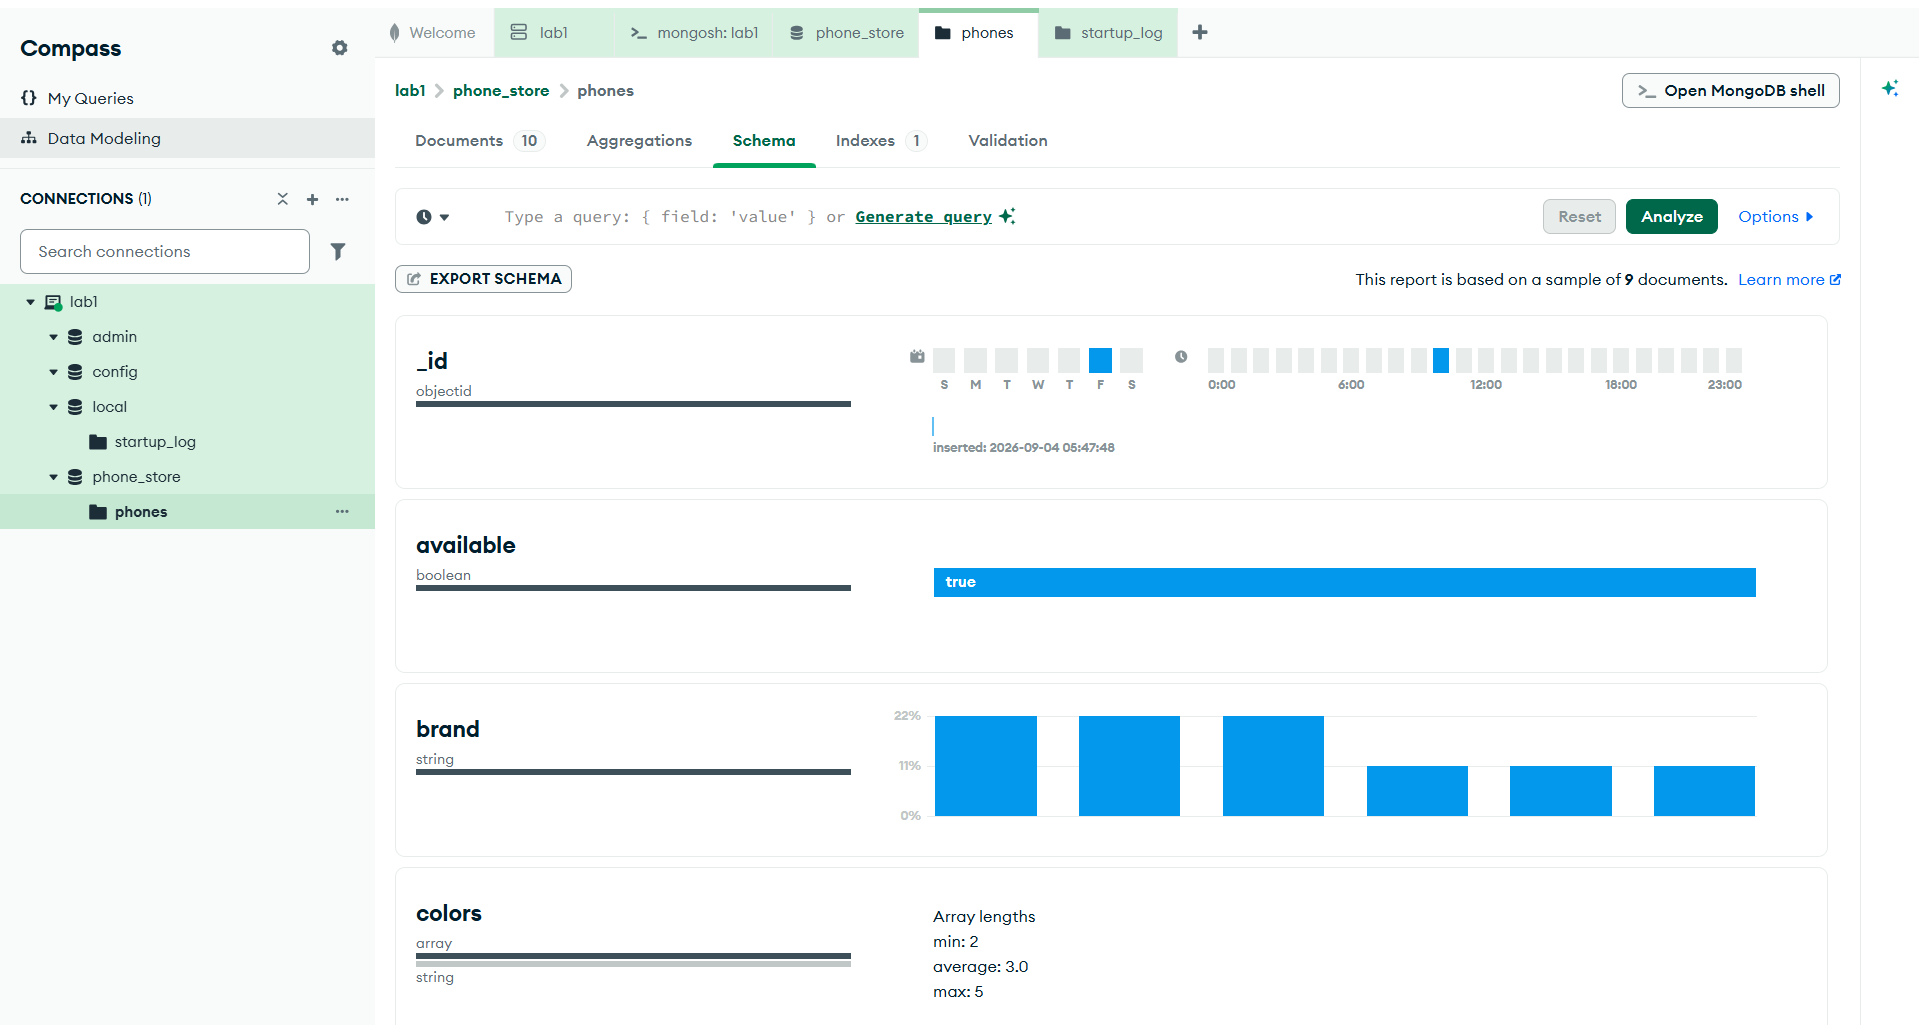 Compass
My Queries
Data Modeling
CONNECTIONS (1)
Search connections
lab1
admin
config
local
startup_log
phone_store
phones
Welcome
lab1
mongosh: lab1
phone_store
phones
startup_log
lab1 > phone_store > phones
Open MongoDB shell
Documents 10
Aggregations
Schema
Indexes 1
Validation
Type a query: { field: 'value' } or Generate query
Reset
Analyze
Options
EXPORT SCHEMA
This report is based on a sample of 9 documents. Learn more
_id
objectid
S M T W T F S
0:00 6:00 12:00 18:00 23:00
inserted: 2026-09-04 05:47:48
available
boolean
true
brand
string
22%
11%
0%
colors
array
string
Array lengths
min: 2
average: 3.0
max: 5